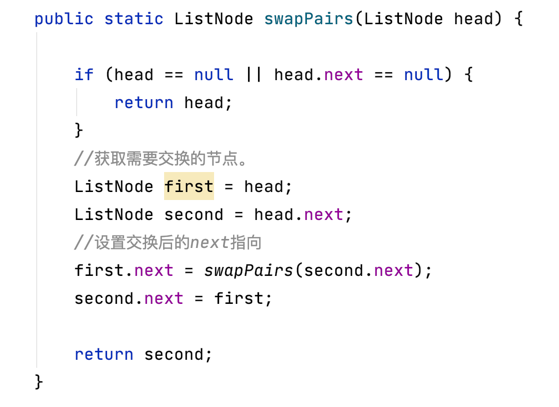 public static ListNode swapPairs(ListNode head) {
if (head == null || head.next == null) {
return head;
}
//获取需要交换的节点。
ListNode first = head;
ListNode second = head.next;
//设置交换后的next指向
first.next = swapPairs(second.next);
second.next = first;
return second;
}